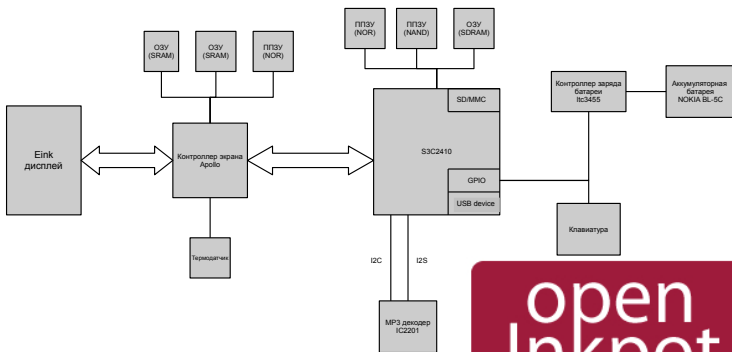 ОЗУ
(SRAM)
ОЗУ
(SRAM)
ППЗУ
(NOR)
ППЗУ
(NOR)
ППЗУ
(NAND)
ОЗУ
(SDRAM)
Eink
дисплей
Контроллер экрана
Apollo
Термодатчик
S3C2410
SD/MMC
GPIO
USB device
I2C
I2S
MP3 декодер
IC2201
Контроллер заряда
батареи
ltc3455
Аккумуляторная
батарея
NOKIA BL-5C
Клавиатура
open
Inkpot